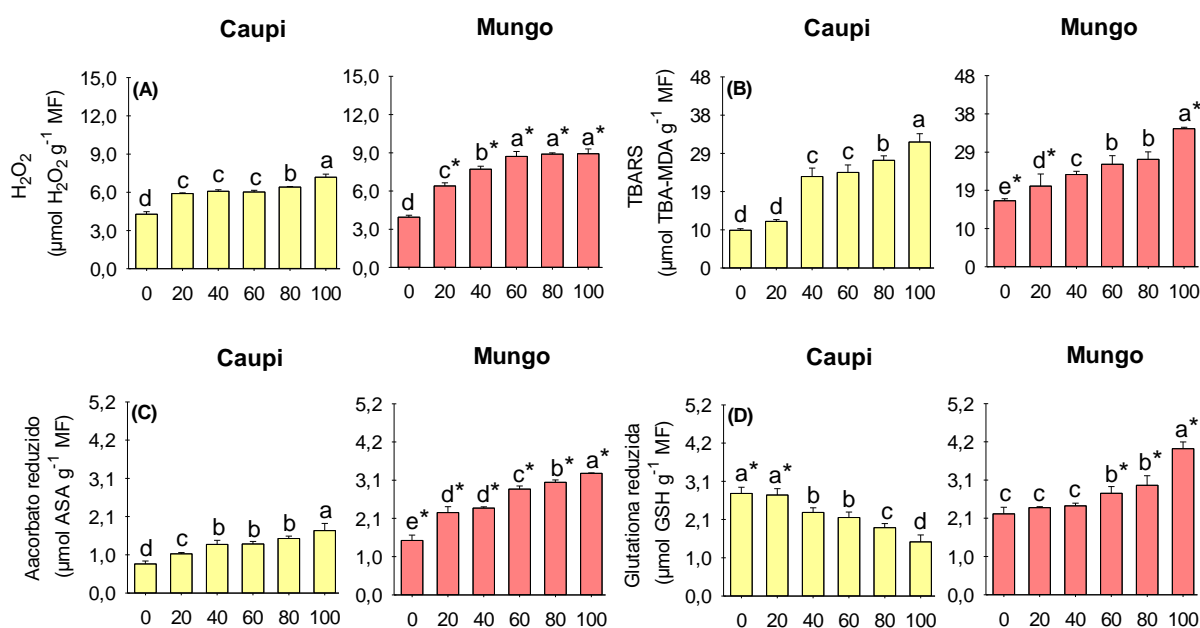 Caupi
Mungo
Caupi
Mungo
H₂O₂
(µmol H₂O₂ g⁻¹ MF)
15,0
12,0
9,0
6,0
3,0
0,0
(A)
d c c c b a
0 20 40 60 80 100
15,0
12,0
9,0
6,0
3,0
0,0
d c* b* a* a* a*
0 20 40 60 80 100
TBARS
(µmol TBA-MDA g⁻¹ MF)
48
38
29
19
10
0
(B)
d d c c b a
0 20 40 60 80 100
48
38
29
19
10
0
e* d* c b b a*
0 20 40 60 80 100
Caupi
Mungo
Caupi
Mungo
Aacorbato reduzido
(µmol ASA g⁻¹ MF)
5,2
4,2
3,1
2,1
1,0
0,0
(C)
d c b b b a
0 20 40 60 80 100
5,2
4,2
3,1
2,1
1,0
0,0
e* d* d* c* b* a*
0 20 40 60 80 100
Glutationa reduzida
(µmol GSH g⁻¹ MF)
5,2
4,2
3,1
2,1
1,0
0,0
(D)
a* a* b b c d
0 20 40 60 80 100
5,2
4,2
3,1
2,1
1,0
0,0
c c c b* b* a*
0 20 40 60 80 100